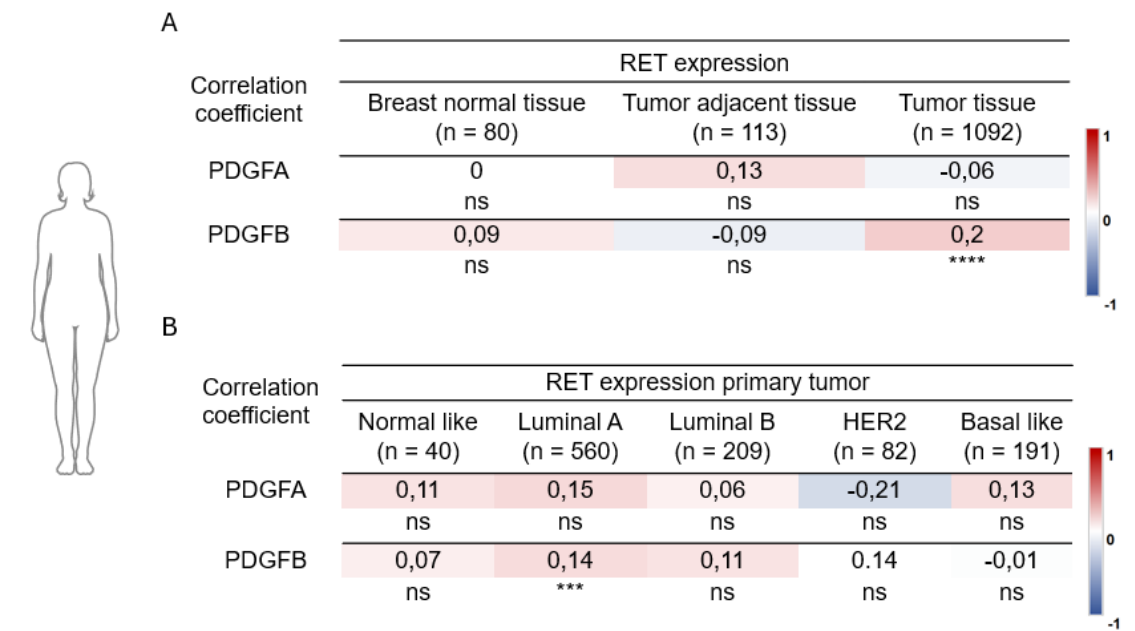 A
RET expression
Correlation
coefficient
Breast normal tissue
(n = 80)
Tumor adjacent tissue
(n = 113)
Tumor tissue
(n = 1092)
PDGFA
0
0,13
-0,06
ns
ns
ns
PDGFB
0,09
-0,09
0,2
ns
ns
****
1
0
-1
B
RET expression primary tumor
Correlation
coefficient
Normal like
(n = 40)
Luminal A
(n = 560)
Luminal B
(n = 209)
HER2
(n = 82)
Basal like
(n = 191)
PDGFA
0,11
0,15
0,06
-0,21
0,13
ns
ns
ns
ns
ns
PDGFB
0,07
0,14
0,11
0.14
-0,01
ns
***
ns
ns
ns
1
0
-1